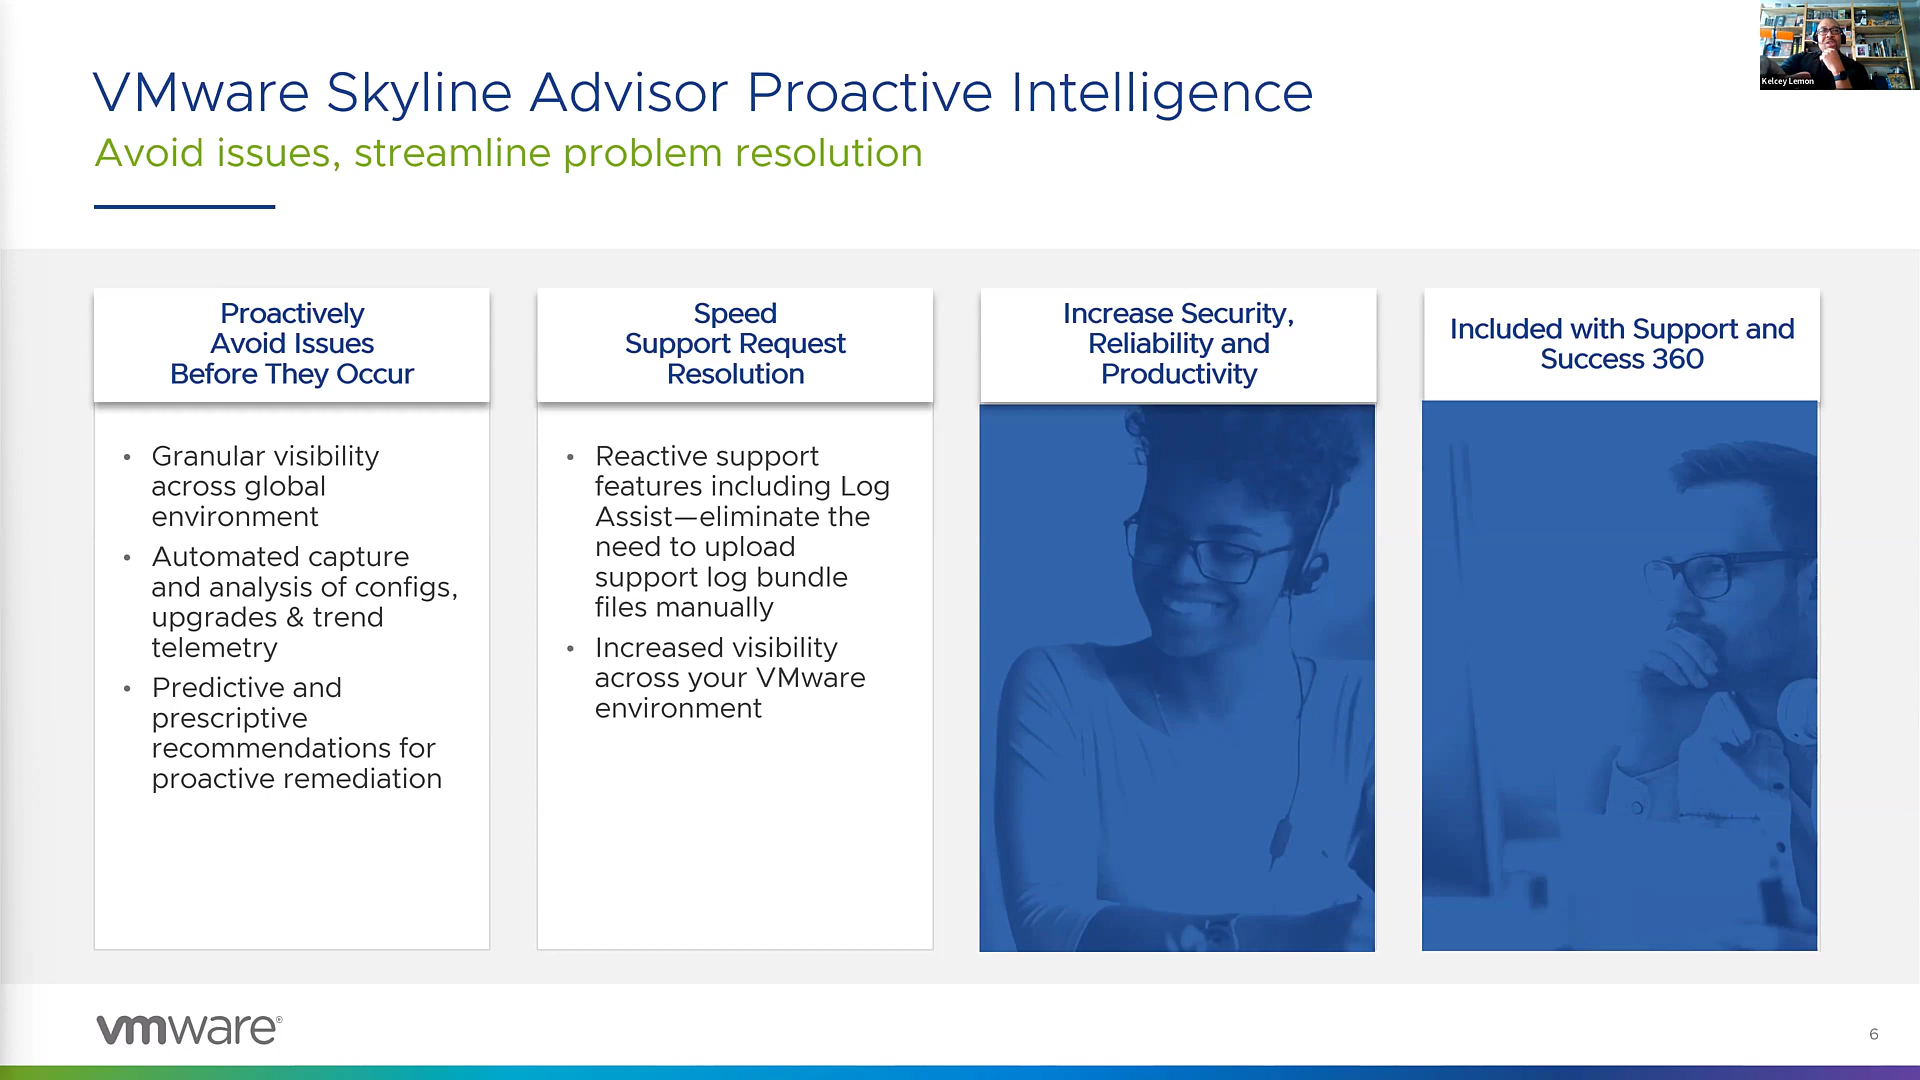 VMware Skyline Advisor Proactive Intelligence
Avoid issues, streamline problem resolution
Kelcey Lemon
Proactively
Avoid Issues
Before They Occur
• Granular visibility
across global
environment
• Automated capture
and analysis of configs,
upgrades & trend
telemetry
• Predictive and
prescriptive
recommendations for
proactive remediation
Speed
Support Request
Resolution
• Reactive support
features including Log
Assist—eliminate the
need to upload
support log bundle
files manually
• Increased visibility
across your VMware
environment
Increase Security,
Reliability and
Productivity
Included with Support and
Success 360
vmware®
6